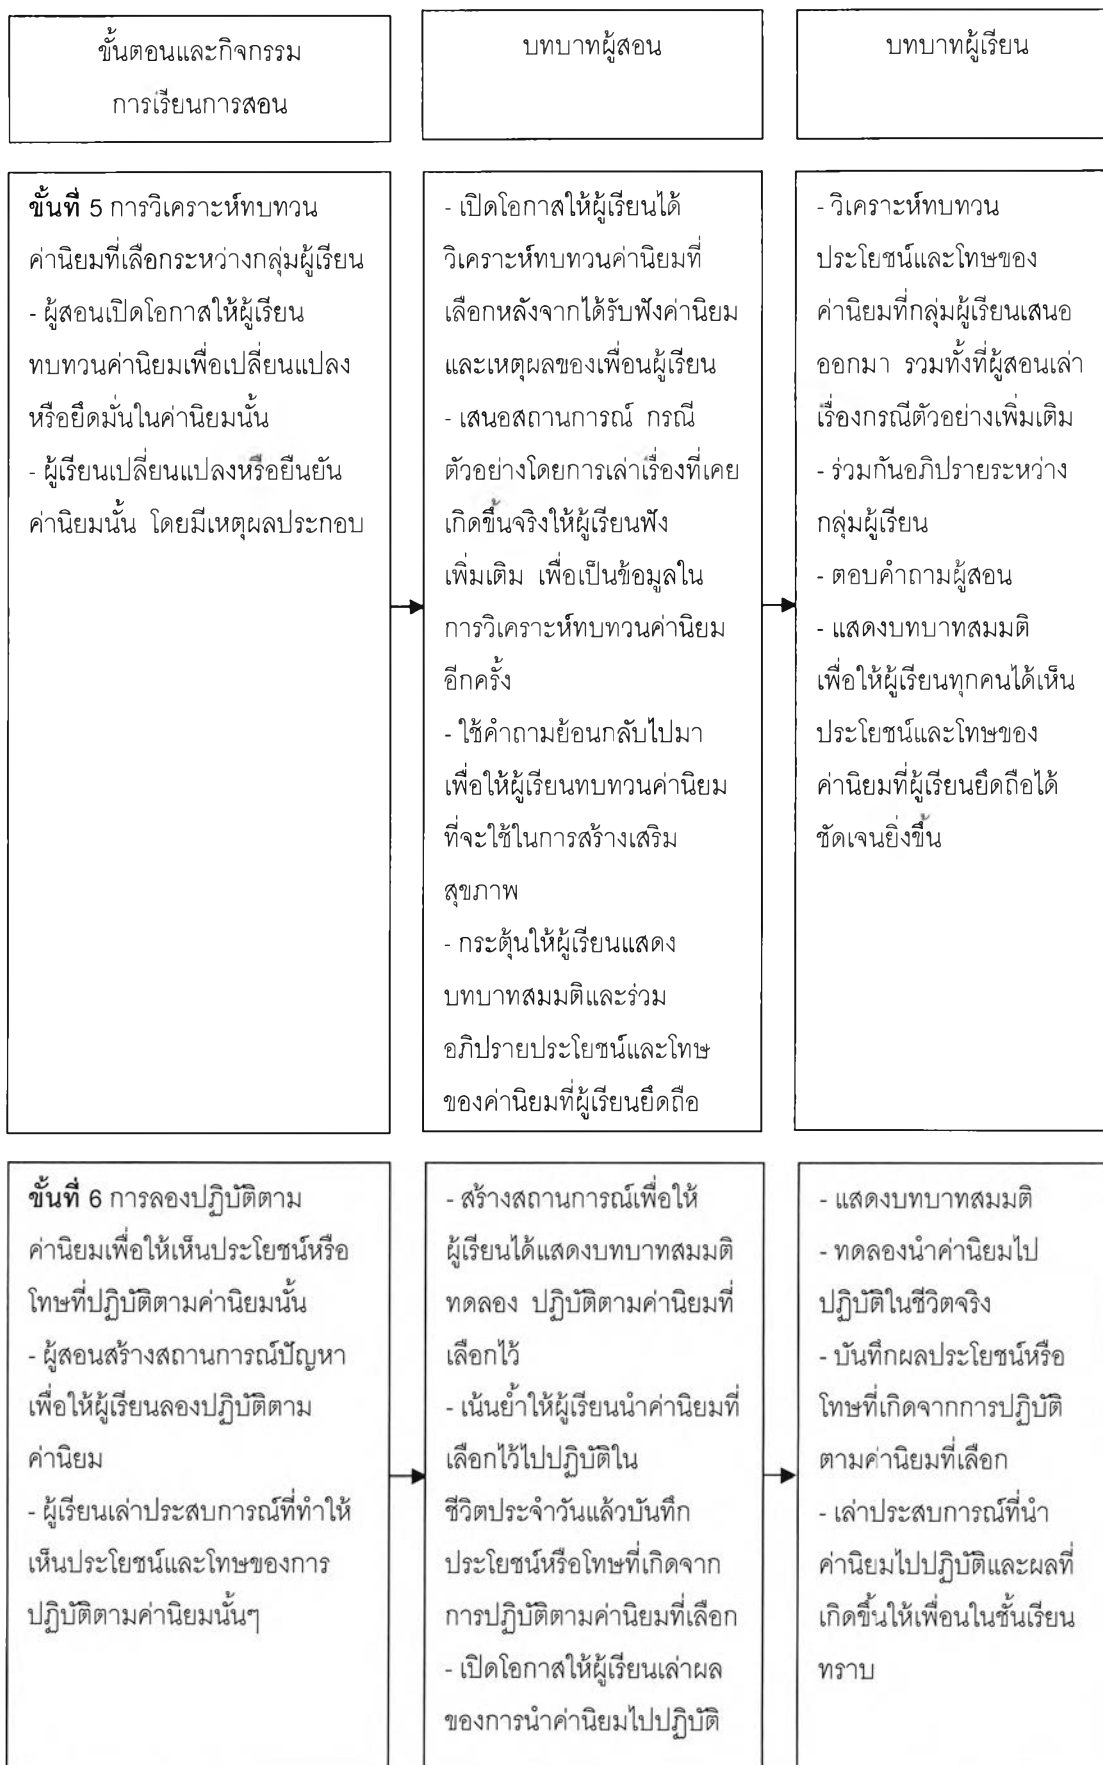 ขั้นตอนและกิจกรรม
การเรียนการสอน
บทบาทผู้สอน
บทบาทผู้เรียน
ขั้นที่ 5 การวิเคราะห์ทบทวน
ค่านิยมที่เลือกระหว่างกลุ่มผู้เรียน
- ผู้สอนเปิดโอกาสให้ผู้เรียน
ทบทวนค่านิยมเพื่อเปลี่ยนแปลง
หรือยึดมั่นในค่านิยมนั้น
- ผู้เรียนเปลี่ยนแปลงหรือยืนยัน
ค่านิยมนั้น โดยมีเหตุผลประกอบ
- เปิดโอกาสให้ผู้เรียนได้
วิเคราะห์ทบทวนค่านิยมที่
เลือกหลังจากได้รับฟังค่านิยม
และเหตุผลของเพื่อนผู้เรียน
- เสนอสถานการณ์ กรณี
ตัวอย่างโดยการเล่าเรื่องที่เคย
เกิดขึ้นจริงให้ผู้เรียนฟัง
เพิ่มเติม เพื่อเป็นข้อมูลใน
การวิเคราะห์ทบทวนค่านิยม
อีกครั้ง
- ใช้คำถามย้อนกลับไปมา
เพื่อให้ผู้เรียนทบทวนค่านิยม
ที่จะใช้ในการสร้างเสริม
สุขภาพ
- กระตุ้นให้ผู้เรียนแสดง
บทบาทสมมติและร่วม
อภิปรายประโยชน์และโทษ
ของค่านิยมที่ผู้เรียนยึดถือ
- วิเคราะห์ทบทวน
ประโยชน์และโทษของ
ค่านิยมที่กลุ่มผู้เรียนเสนอ
ออกมา รวมทั้งที่ผู้สอนเล่า
เรื่องกรณีตัวอย่างเพิ่มเติม
- ร่วมกันอภิปรายระหว่าง
กลุ่มผู้เรียน
- ตอบคำถามผู้สอน
- แสดงบทบาทสมมติ
เพื่อให้ผู้เรียนทุกคนได้เห็น
ประโยชน์และโทษของ
ค่านิยมที่ผู้เรียนยึดถือได้
ชัดเจนยิ่งขึ้น
ขั้นที่ 6 การลองปฏิบัติตาม
ค่านิยมเพื่อให้เห็นประโยชน์หรือ
โทษที่ปฏิบัติตามค่านิยมนั้น
- ผู้สอนสร้างสถานการณ์ปัญหา
เพื่อให้ผู้เรียนลองปฏิบัติตาม
ค่านิยม
- ผู้เรียนเล่าประสบการณ์ที่ทำให้
เห็นประโยชน์และโทษของการ
ปฏิบัติตามค่านิยมนั้นๆ
- สร้างสถานการณ์เพื่อให้
ผู้เรียนได้แสดงบทบาทสมมติ
ทดลอง ปฏิบัติตามค่านิยมที่
เลือกไว้
- เน้นย้ำให้ผู้เรียนนำค่านิยมที่
เลือกไว้ไปปฏิบัติใน
ชีวิตประจำวันแล้วบันทึก
ประโยชน์หรือโทษที่เกิดจาก
การปฏิบัติตามค่านิยมที่เลือก
- เปิดโอกาสให้ผู้เรียนเล่าผล
ของการนำค่านิยมไปปฏิบัติ
- แสดงบทบาทสมมติ
- ทดลองนำค่านิยมไป
ปฏิบัติในชีวิตจริง
- บันทึกผลประโยชน์หรือ
โทษที่เกิดจากการปฏิบัติ
ตามค่านิยมที่เลือก
- เล่าประสบการณ์ที่นำ
ค่านิยมไปปฏิบัติและผลที่
เกิดขึ้นให้เพื่อนในชั้นเรียน
ทราบ